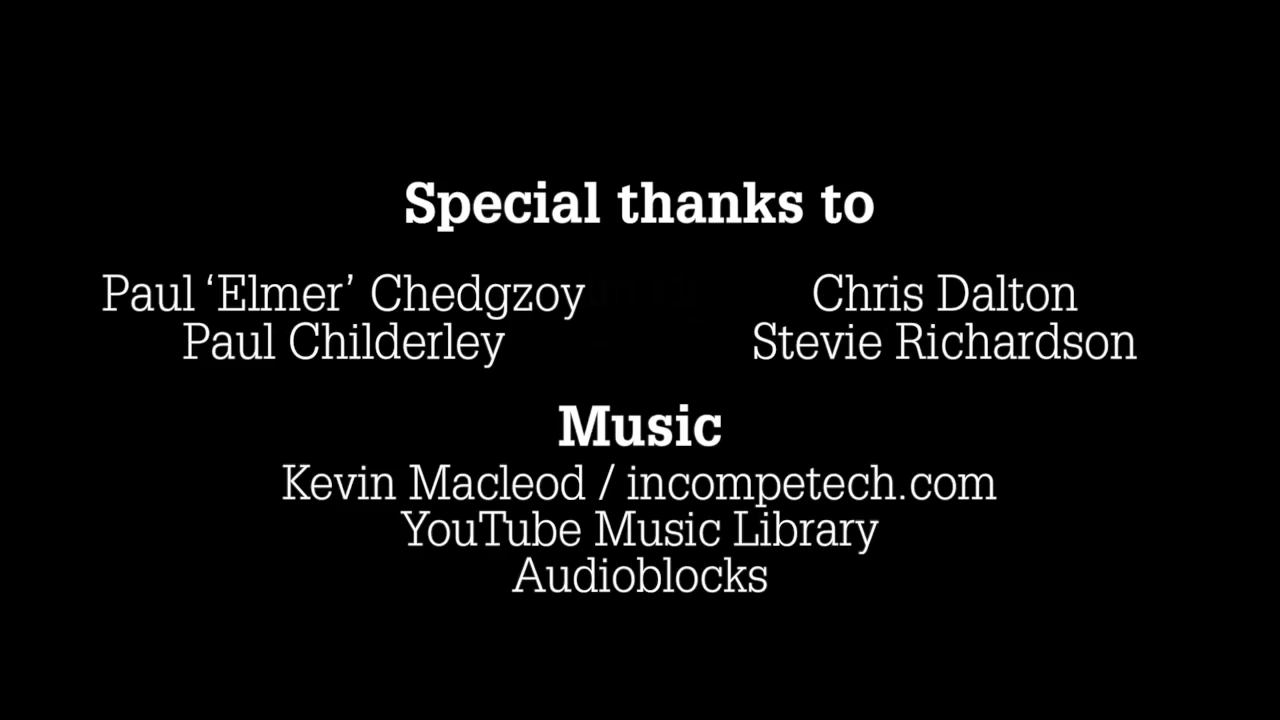 Special thanks to
Paul ‘Elmer’ Chedgzoy
Paul Childerley
Chris Dalton
Stevie Richardson
Music
Kevin Macleod / incompetech.com
YouTube Music Library
Audioblocks